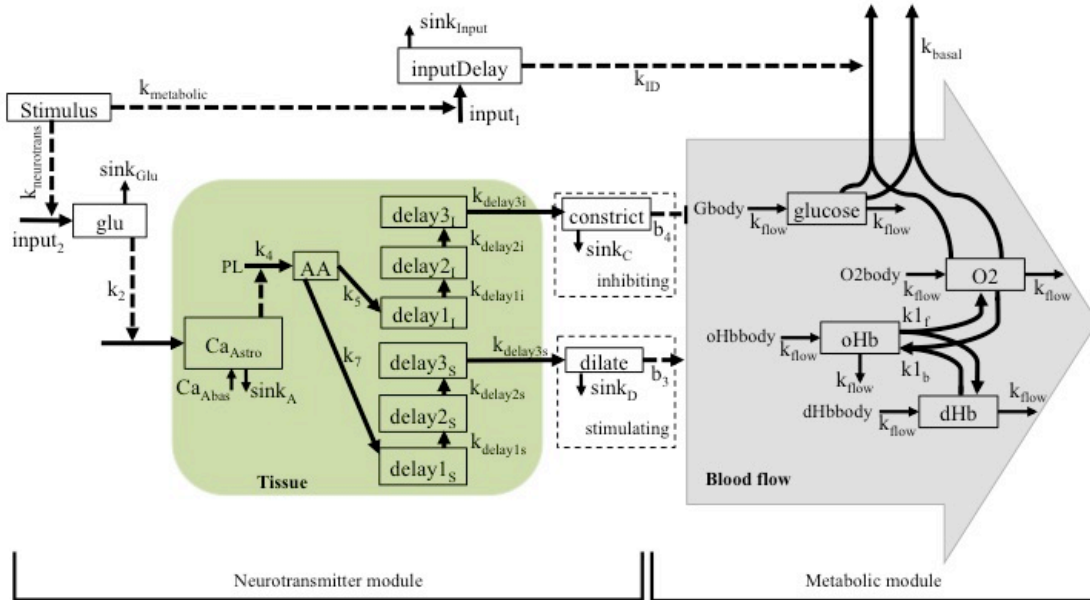 sink_Input
k_basal
inputDelay
k_ID
k_metabolic
Stimulus
input_1
k_neurotrans
sink_Glu
glu
input_2
k_2
delay3_I
k_delay3i
constrict
b_4
Gbody
k_flow
glucose
k_flow
k_delay2i
sink_C
PL
k_4
AA
delay2_I
inhibiting
k_5
k_delay1i
delay1_I
O2body
k_flow
O2
k_flow
k1_f
Ca_Astro
k_7
delay3_S
k_delay3s
dilate
b_3
oHbbody
k_flow
oHb
k1_b
k_flow
Ca_Abas
sink_A
k_delay2s
sink_D
delay2_S
stimulating
dHbbody
k_flow
dHb
k_flow
k_delay1s
delay1_S
Tissue
Blood flow
Neurotransmitter module
Metabolic module